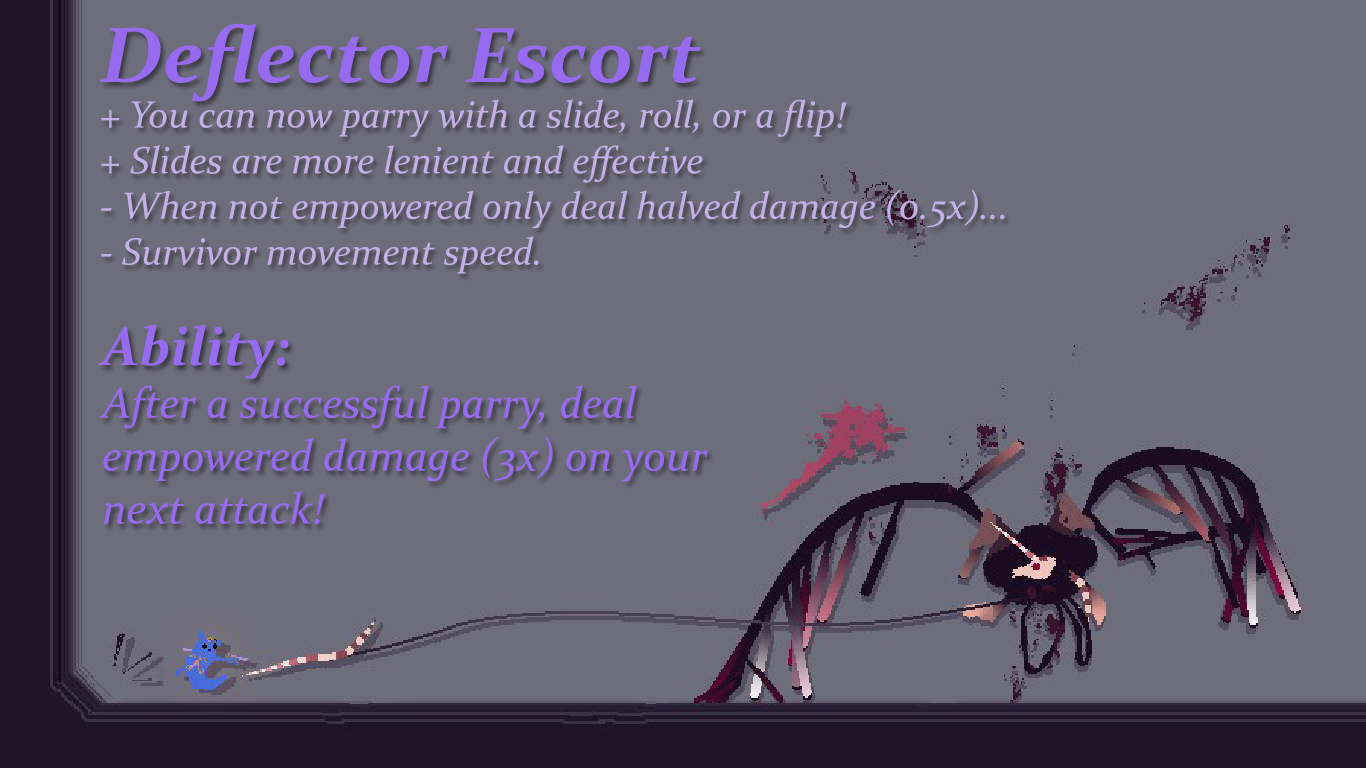 Deflector Escort
+ You can now parry with a slide, roll, or a flip!
+ Slides are more lenient and effective
- When not empowered only deal halved damage (0.5x)...
- Survivor movement speed.
Ability:
After a successful parry, deal
empowered damage (3x) on your
next attack!